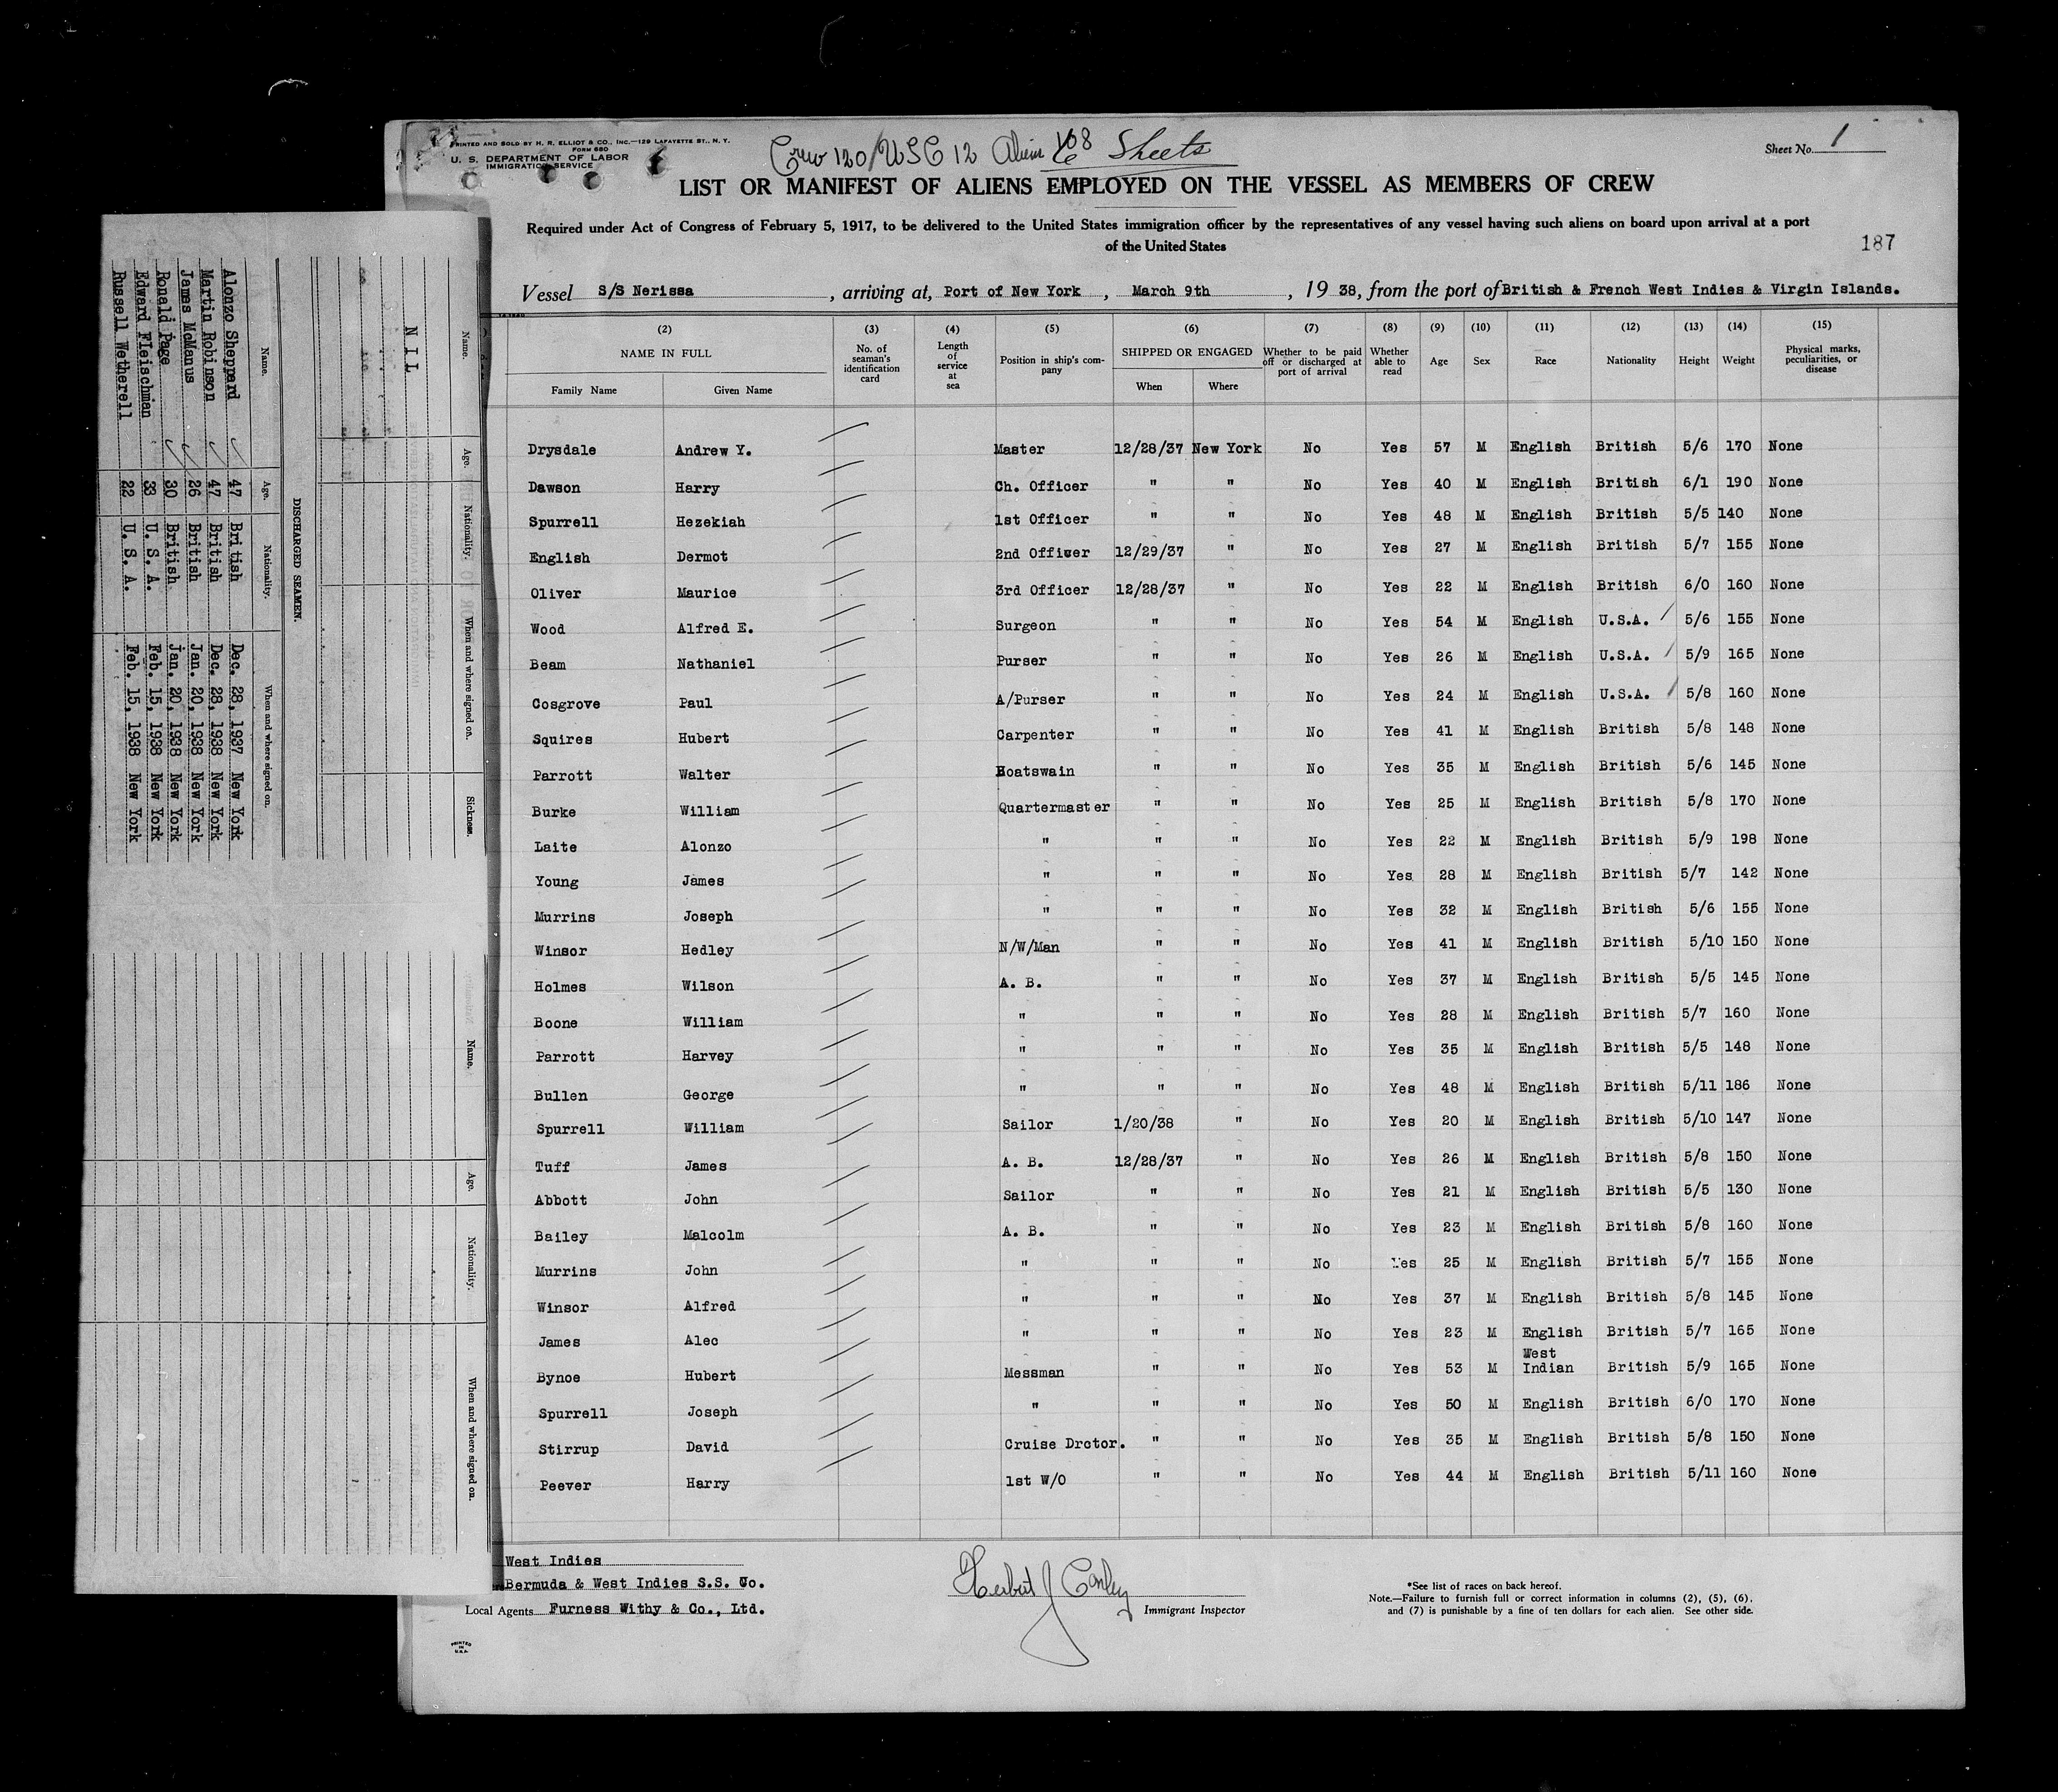 PRINTED AND SOLD BY H. R. ELLIOT & CO., INC.—129 LAFAYETTE ST., N. Y.
FORM 680
U. S. DEPARTMENT OF LABOR
IMMIGRATION SERVICE
Crew 120/USC 12 Alien 108
6 Sheets
Sheet No. 1
LIST OR MANIFEST OF ALIENS EMPLOYED ON THE VESSEL AS MEMBERS OF CREW
Required under Act of Congress of February 5, 1917, to be delivered to the United States immigration officer by the representatives of any vessel having such aliens on board upon arrival at a port
of the United States
187
Vessel S/S Nerissa, arriving at, Port of New York, March 9th, 19 38, from the port of British & French West Indies & Virgin Islands.
(2) (3) (4) (5) (6) (7) (8) (9) (10) (11) (12) (13) (14) (15)
NAME IN FULL
Family Name Given Name
No. of seaman's identification card
Length of service at sea
Position in ship's company
SHIPPED OR ENGAGED
When Where
Whether to be paid off or discharged at port of arrival
Whether able to read
Age
Sex
Race
Nationality
Height
Weight
Physical marks, peculiarities, or disease
Drysdale Andrew Y. Master 12/28/37 New York No Yes 57 M English British 5/6 170 None
Dawson Harry Ch. Officer " " No Yes 40 M English British 6/1 190 None
Spurrell Hezekiah 1st Officer " " No Yes 48 M English British 5/5 140 None
English Dermot 2nd Officer 12/29/37 " No Yes 27 M English British 5/7 155 None
Oliver Maurice 3rd Officer 12/28/37 " No Yes 22 M English British 6/0 160 None
Wood Alfred E. Surgeon " " No Yes 54 M English U.S.A. / 5/6 155 None
Beam Nathaniel Purser " " No Yes 26 M English U.S.A. / 5/9 165 None
Cosgrove Paul A/Purser " " No Yes 24 M English U.S.A. / 5/8 160 None
Squires Hubert Carpenter " " No Yes 41 M English British 5/8 148 None
Parrott Walter Boatswain " " No Yes 35 M English British 5/6 145 None
Burke William Quartermaster " " No Yes 25 M English British 5/8 170 None
Laite Alonzo " " " No Yes 22 M English British 5/9 198 None
Young James " " " No Yes 28 M English British 5/7 142 None
Murrins Joseph " " " No Yes 32 M English British 5/6 155 None
Winsor Hedley N/W/Man " " No Yes 41 M English British 5/10 150 None
Holmes Wilson A. B. " " No Yes 37 M English British 5/5 145 None
Boone William " " " No Yes 28 M English British 5/7 160 None
Parrott Harvey " " " No Yes 35 M English British 5/5 148 None
Bullen George " " " No Yes 48 M English British 5/11 186 None
Spurrell William Sailor 1/20/38 " No Yes 20 M English British 5/10 147 None
Tuff James A. B. 12/28/37 " No Yes 26 M English British 5/8 150 None
Abbott John Sailor " " No Yes 21 M English British 5/5 130 None
Bailey Malcolm A. B. " " No Yes 23 M English British 5/8 160 None
Murrins John " " " No Yes 25 M English British 5/7 155 None
Winsor Alfred " " " No Yes 37 M English British 5/8 145 None
James Alec " " " No Yes 23 M English British 5/7 165 None
Bynoe Hubert Messman " " No Yes 53 M West Indian British 5/9 165 None
Spurrell Joseph " " " No Yes 50 M English British 6/0 170 None
Stirrup David Cruise Drctor. " " No Yes 35 M English British 5/8 150 None
Peever Harry 1st W/O " " No Yes 44 M English British 5/11 160 None
West Indies
Bermuda & West Indies S.S. Co.
Local Agents Furness Withy & Co., Ltd.
Herbert J Conley
Immigrant Inspector
*See list of races on back hereof.
Note.—Failure to furnish full or correct information in columns (2), (5), (6),
and (7) is punishable by a fine of ten dollars for each alien. See other side.
PRINTED IN U.S.A.
Name. Age. Nationality. When and where signed on. Sickness.
NIL
DISCHARGED SEAMEN.
Name. Age. Nationality. When and where signed on.
Alonzo Sheppard 47 British Dec. 28, 1937 New York
Martin Robinson 47 British Dec. 28, 1938 New York
James McManus 26 British Jan. 20, 1938 New York
Ronald Page 30 British Jan. 20, 1938 New York
Edward Fleischman 33 U. S. A. Feb. 15, 1938 New York
Russell Wetherell 22 U. S. A. Feb. 15, 1938 New York
Name. Age. Nationality. When and where signed on.